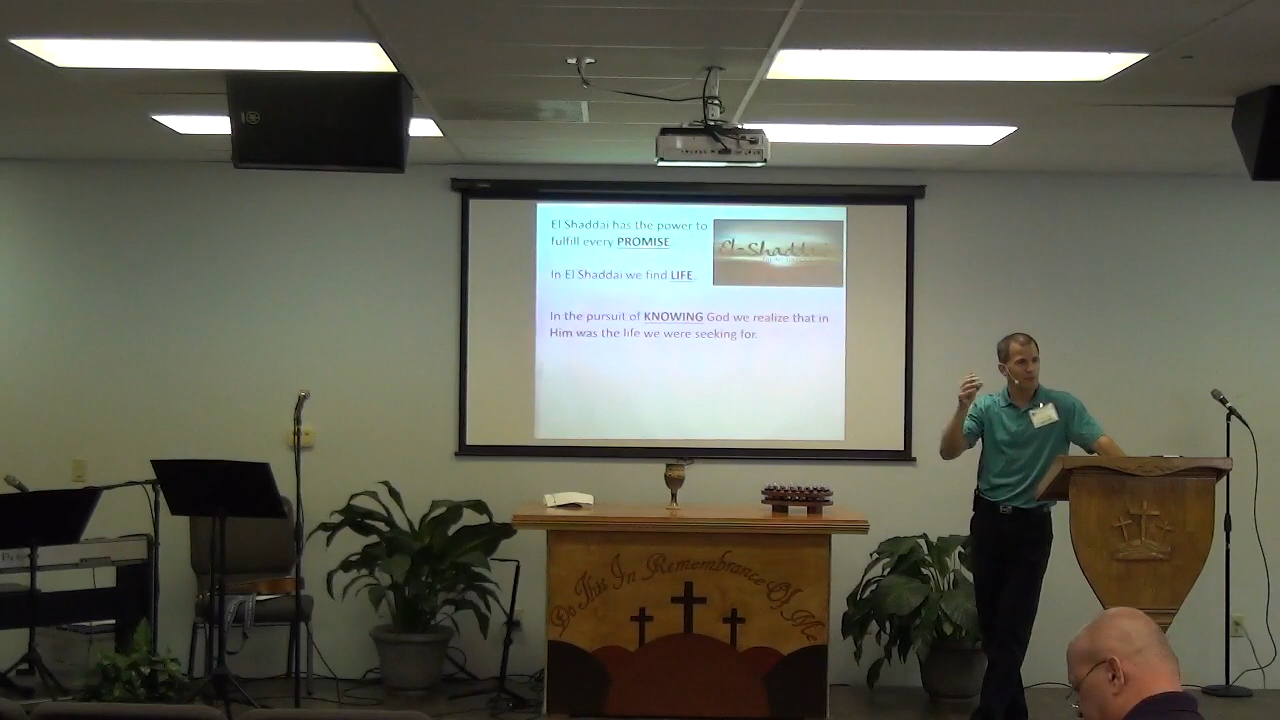 El Shaddai has the power to
fulfill every PROMISE
In El Shaddai we find LIFE.
In the pursuit of KNOWING God we realize that in
Him was the life we were seeking for.
El-Shaddai
Do This In Remembrance Of Me